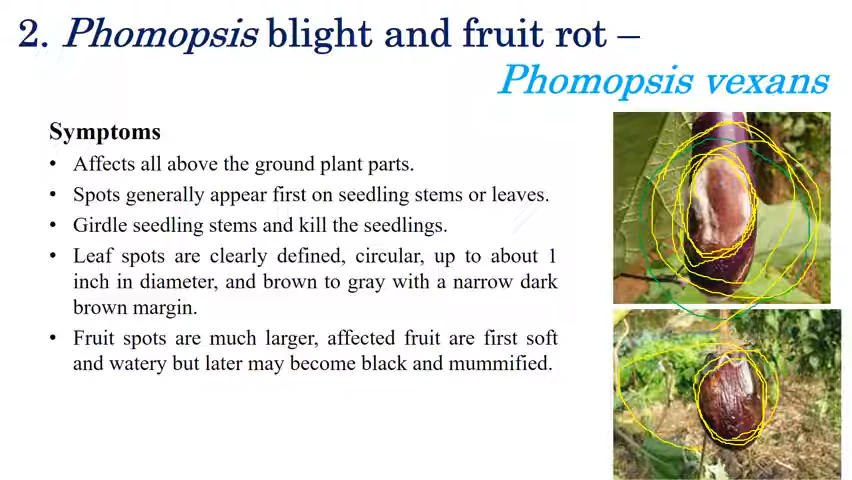 2. Phomopsis blight and fruit rot –
Phomopsis vexans
Symptoms
• Affects all above the ground plant parts.
• Spots generally appear first on seedling stems or leaves.
• Girdle seedling stems and kill the seedlings.
• Leaf spots are clearly defined, circular, up to about 1
inch in diameter, and brown to gray with a narrow dark
brown margin.
• Fruit spots are much larger, affected fruit are first soft
and watery but later may become black and mummified.